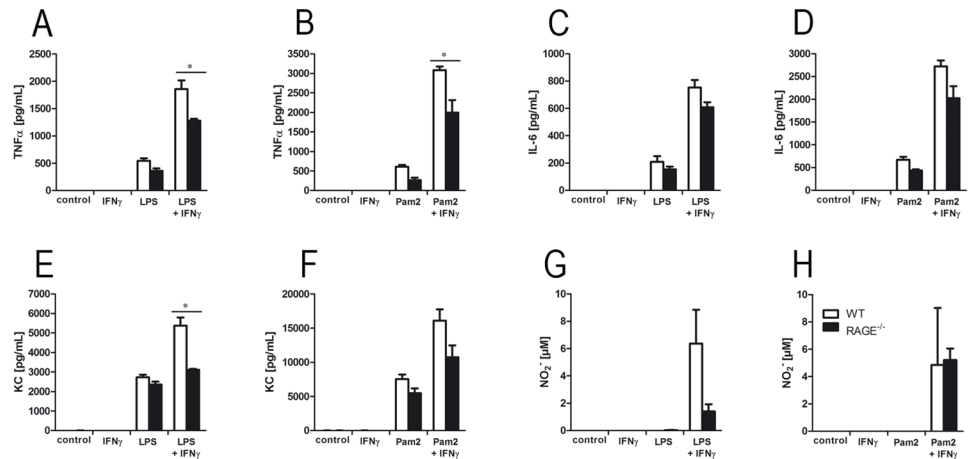 A
TNFα [pg/mL]
2500
2000
1500
1000
500
0
*
control IFNγ LPS LPS
+ IFNγ
B
TNFα [pg/mL]
3500
3000
2500
2000
1500
1000
500
0
*
control IFNγ Pam2 Pam2
+ IFNγ
C
IL-6 [pg/mL]
1000
800
600
400
200
0
control IFNγ LPS LPS
+ IFNγ
D
IL-6 [pg/mL]
3000
2500
2000
1500
1000
500
0
control IFNγ Pam2 Pam2
+ IFNγ
E
KC [pg/mL]
7000
6000
5000
4000
3000
2000
1000
0
*
control IFNγ LPS LPS
+ IFNγ
F
KC [pg/mL]
20000
15000
10000
5000
0
control IFNγ Pam2 Pam2
+ IFNγ
G
NO₂⁻ [µM]
10
8
6
4
2
0
control IFNγ LPS LPS
+ IFNγ
H
NO₂⁻ [µM]
10
8
6
4
2
0
WT
RAGE⁻/⁻
control IFNγ Pam2 Pam2
+ IFNγ